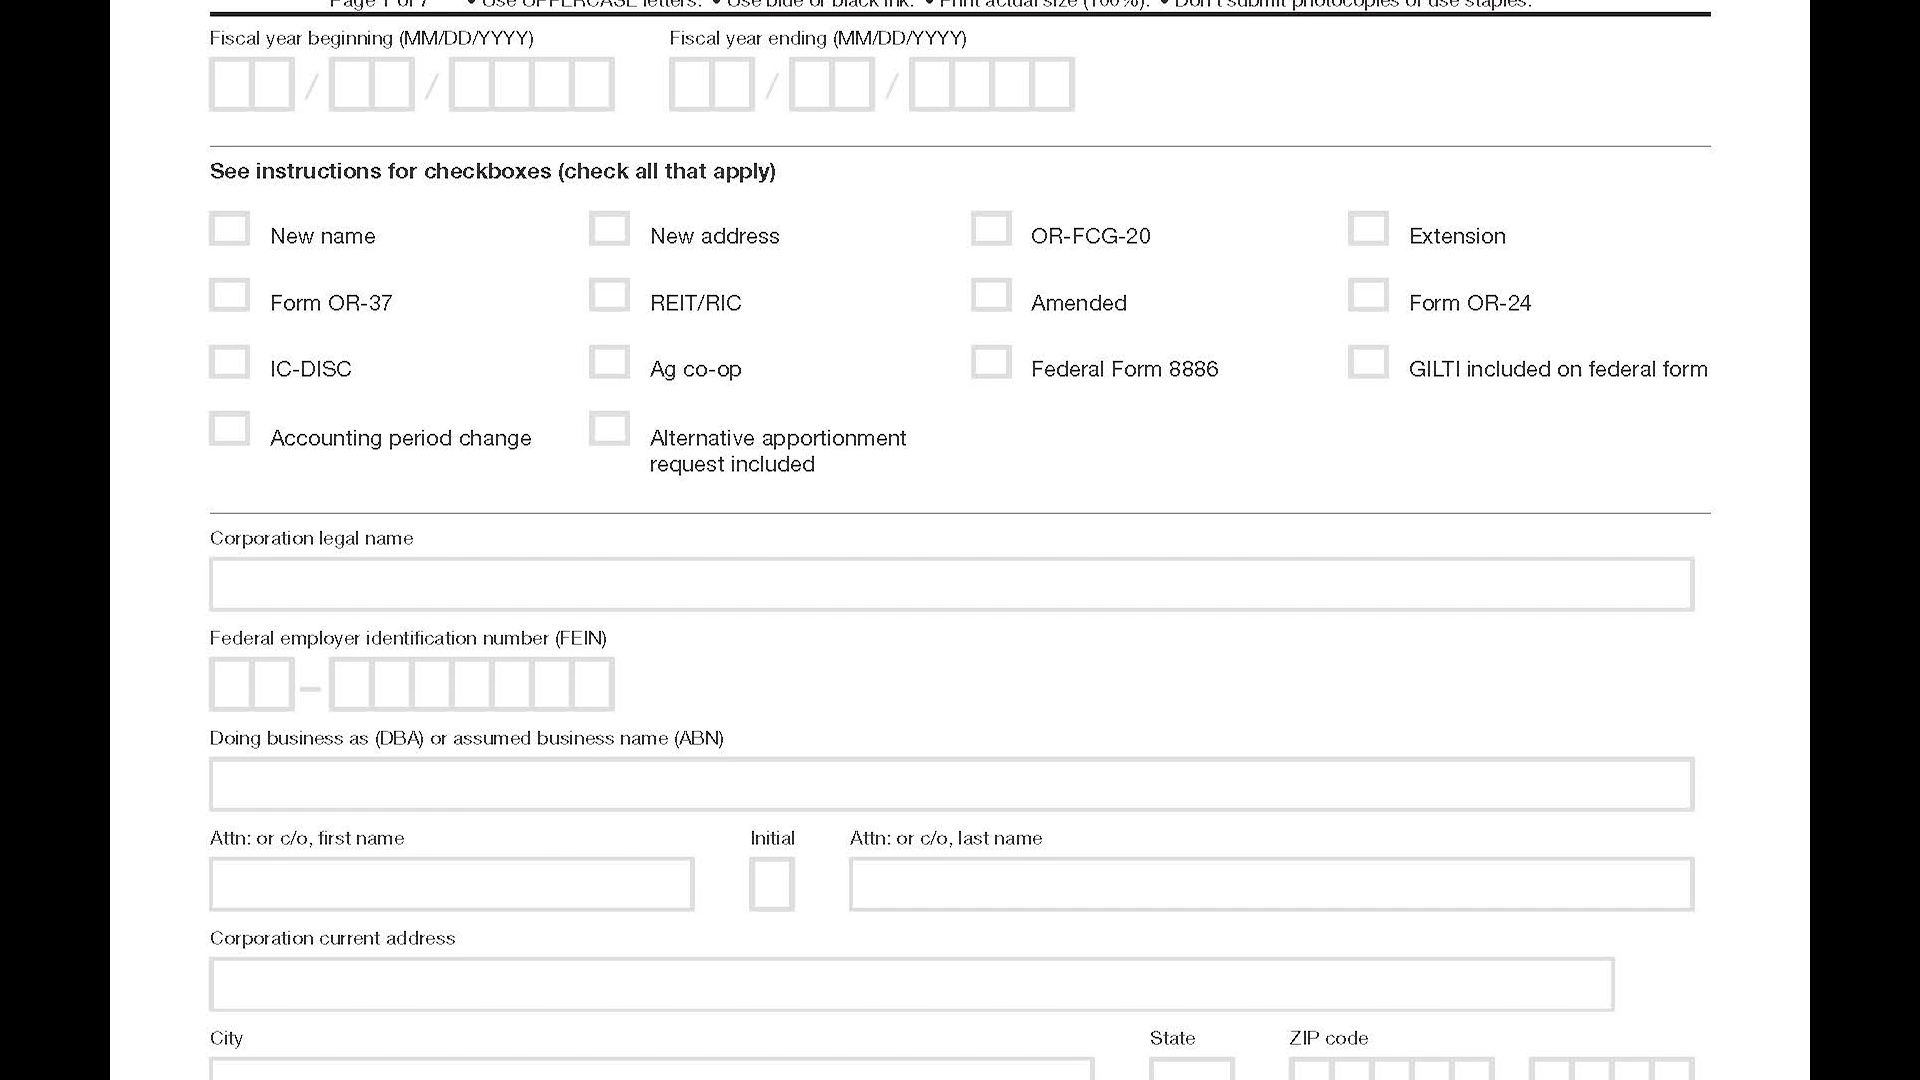 Page 1 of 7 • Use UPPERCASE letters. • Use blue or black ink. • Print actual size (100%). • Don't submit photocopies or use staples.
Fiscal year beginning (MM/DD/YYYY) Fiscal year ending (MM/DD/YYYY)
/ / / /
See instructions for checkboxes (check all that apply)
New name New address OR-FCG-20 Extension
Form OR-37 REIT/RIC Amended Form OR-24
IC-DISC Ag co-op Federal Form 8886 GILTI included on federal form
Accounting period change Alternative apportionment
request included
Corporation legal name
Federal employer identification number (FEIN)
–
Doing business as (DBA) or assumed business name (ABN)
Attn: or c/o, first name Initial Attn: or c/o, last name
Corporation current address
City State ZIP code